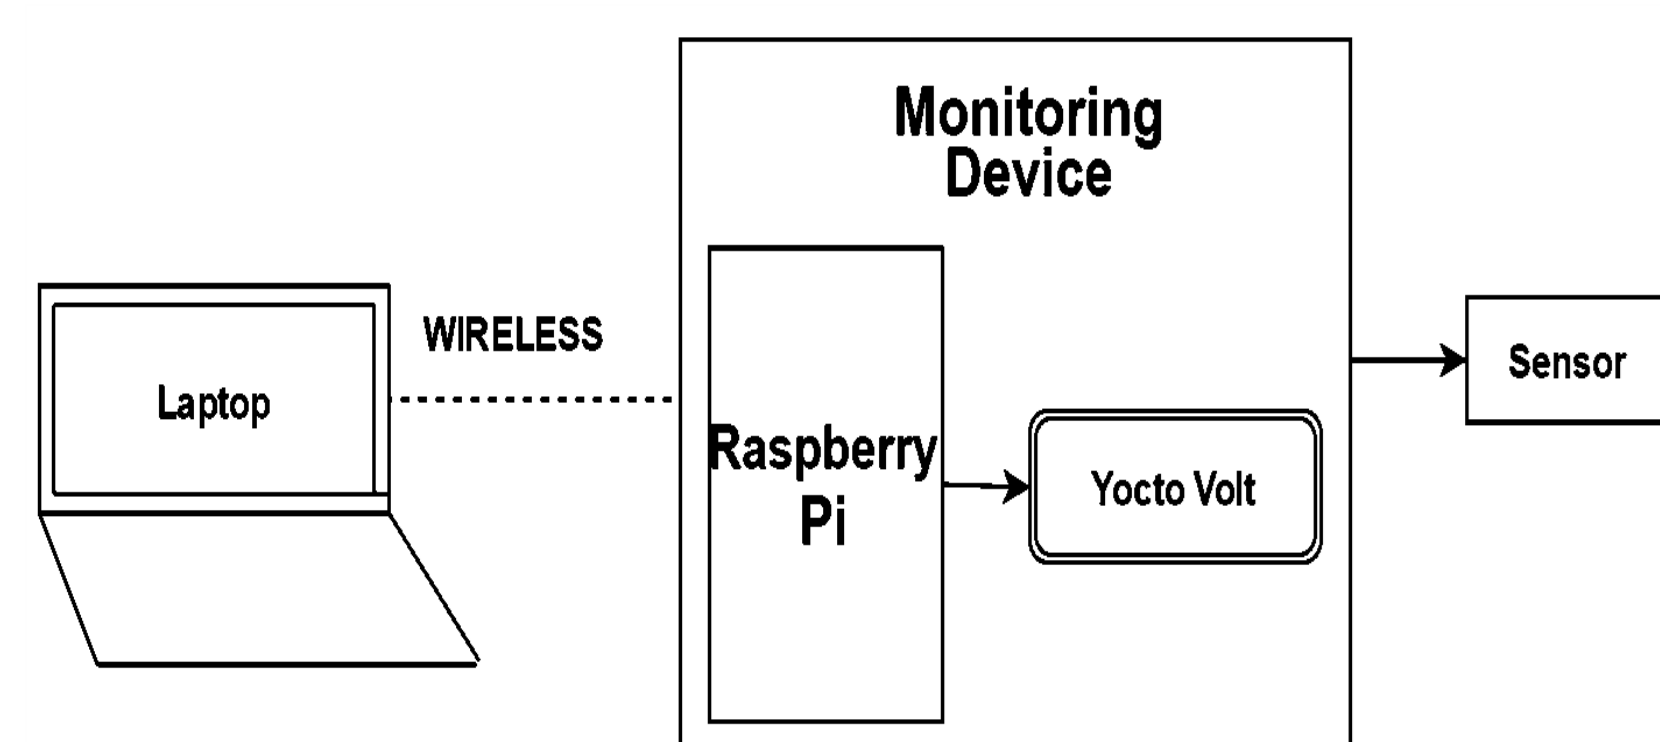 Monitoring
Device
WIRELESS
Laptop
Raspberry
Pi
Yocto Volt
Sensor